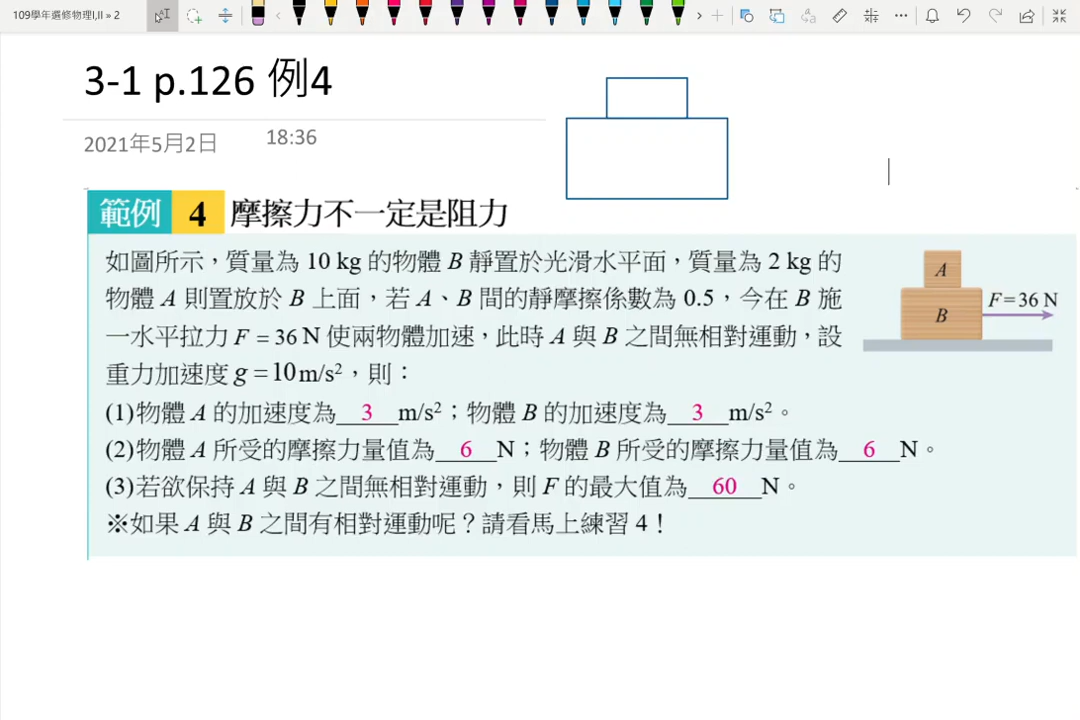 109學年選修物理I,II » 2
3-1 p.126 例4
2021年5月2日 18:36
範例 4 摩擦力不一定是阻力
如圖所示，質量為 10 kg 的物體 B 靜置於光滑水平面，質量為 2 kg 的
物體 A 則置放於 B 上面，若 A、B 間的靜摩擦係數為 0.5，今在 B 施
一水平拉力 F = 36 N 使兩物體加速，此時 A 與 B 之間無相對運動，設
重力加速度 g = 10 m/s²，則：
(1)物體 A 的加速度為 3 m/s²；物體 B 的加速度為 3 m/s²。
(2)物體 A 所受的摩擦力量值為 6 N；物體 B 所受的摩擦力量值為 6 N。
(3)若欲保持 A 與 B 之間無相對運動，則 F 的最大值為 60 N。
※如果 A 與 B 之間有相對運動呢？請看馬上練習 4！
A
B
F=36 N